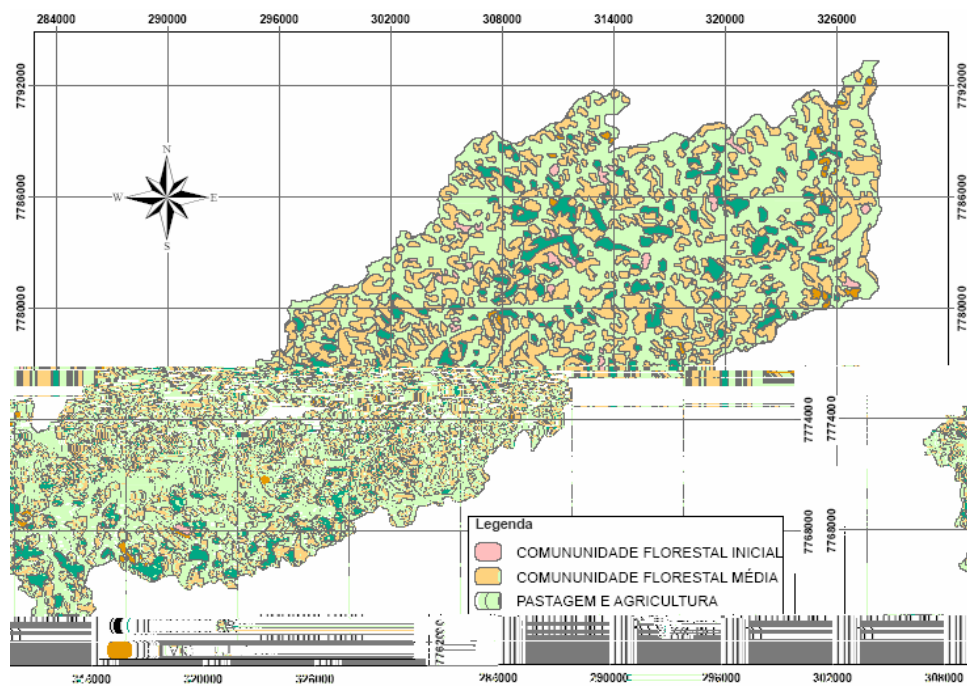 284000 290000 296000 302000 308000 314000 320000 326000
7792000 7792000
N
W E
S
7786000 7786000
7780000 7780000
7774000 7774000
7768000 7768000
Legenda
COMUNUNIDADE FLORESTAL INICIAL
COMUNUNIDADE FLORESTAL MÉDIA
PASTAGEM E AGRICULTURA
320000 326000 284000 290000 296000 302000 308000